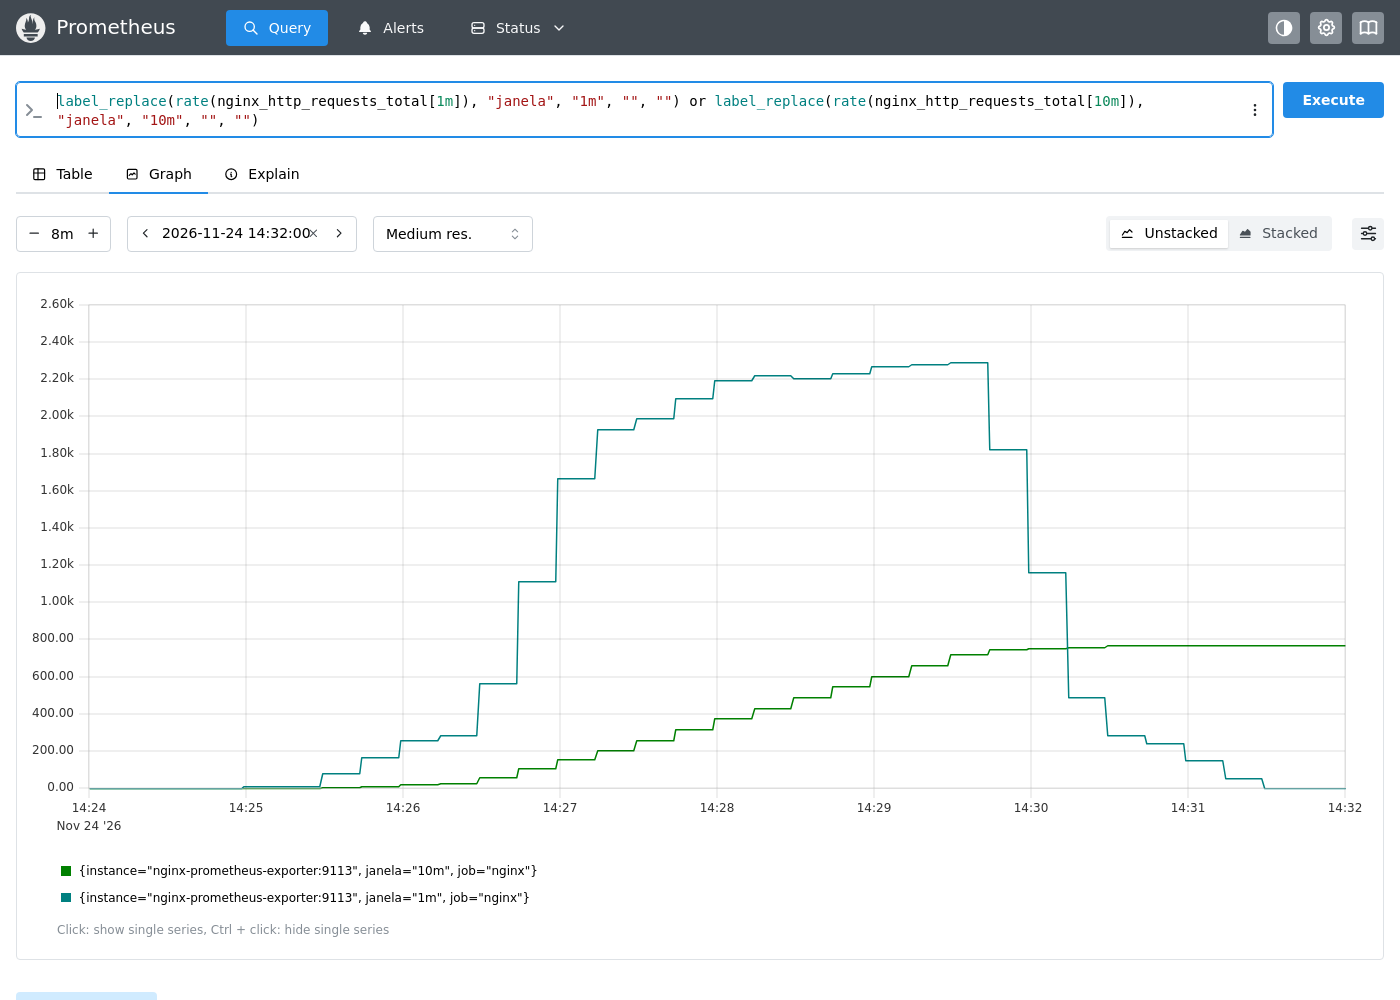 Prometheus
Query
Alerts
Status
label_replace(rate(nginx_http_requests_total[1m]), "janela", "1m", "", "") or label_replace(rate(nginx_http_requests_total[10m]),
"janela", "10m", "", "")
Execute
Table
Graph
Explain
8m
2026-11-24 14:32:00
Medium res.
Unstacked
Stacked
2.60k
2.40k
2.20k
2.00k
1.80k
1.60k
1.40k
1.20k
1.00k
800.00
600.00
400.00
200.00
0.00
14:24
14:25
14:26
14:27
14:28
14:29
14:30
14:31
14:32
Nov 24 '26
{instance="nginx-prometheus-exporter:9113", janela="10m", job="nginx"}
{instance="nginx-prometheus-exporter:9113", janela="1m", job="nginx"}
Click: show single series, Ctrl + click: hide single series